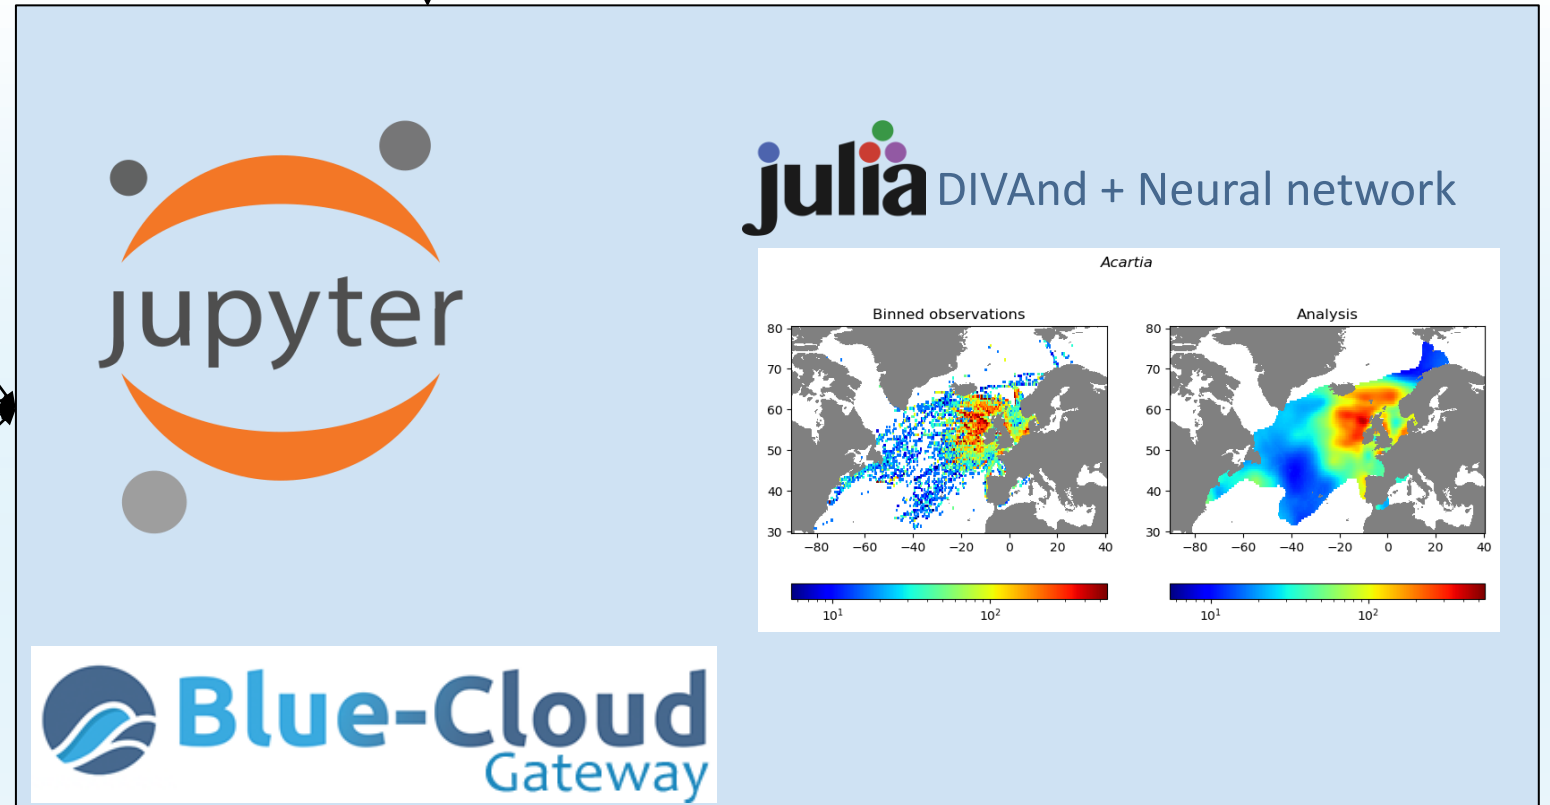 jupyter
julia DIVAnd + Neural network
Acartia
Binned observations
Analysis
80
70
60
50
40
30
−80 −60 −40 −20 0 20 40
80
70
60
50
40
30
−80 −60 −40 −20 0 20 40
10¹ 10²
10¹ 10²
Blue-Cloud
Gateway